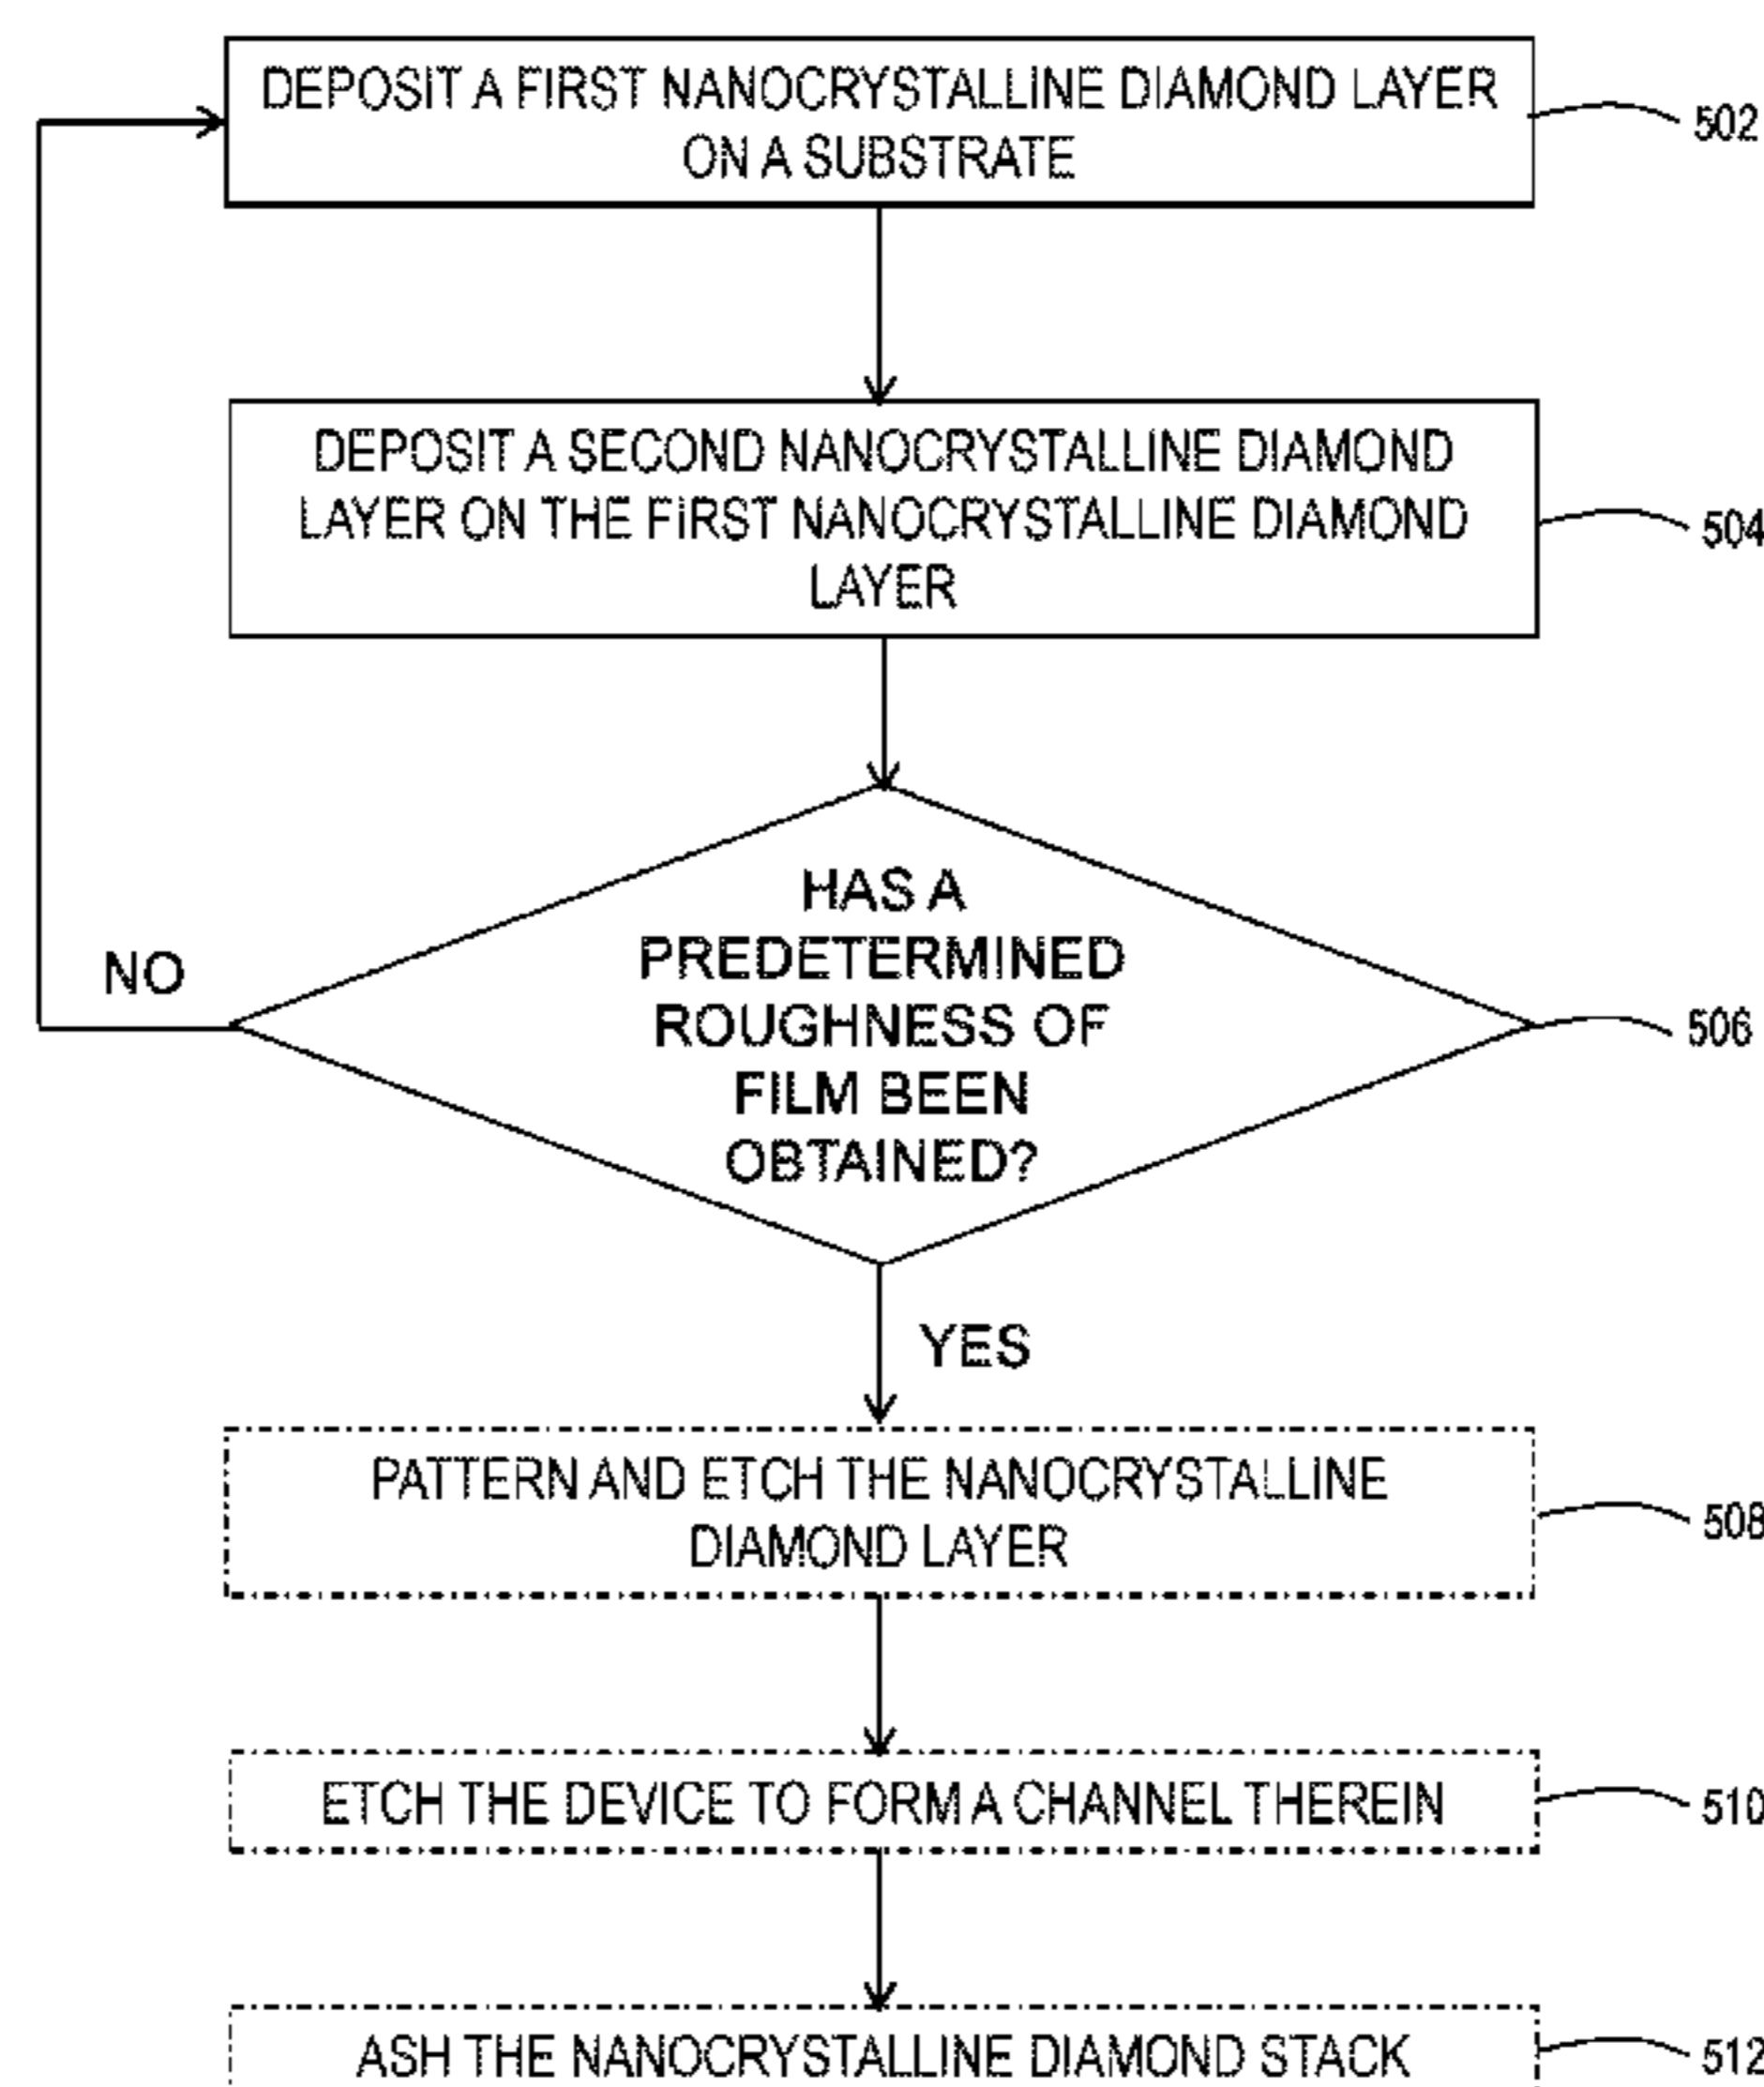 DEPOSIT A FIRST NANOCRYSTALLINE DIAMOND LAYER
ON A SUBSTRATE
502
DEPOSIT A SECOND NANOCRYSTALLINE DIAMOND
LAYER ON THE FIRST NANOCRYSTALLINE DIAMOND
LAYER
504
HAS A
PREDETERMINED
ROUGHNESS OF
FILM BEEN
OBTAINED?
506
NO
YES
PATTERN AND ETCH THE NANOCRYSTALLINE
DIAMOND LAYER
508
ETCH THE DEVICE TO FORM A CHANNEL THEREIN
510
ASH THE NANOCRYSTALLINE DIAMOND STACK
512